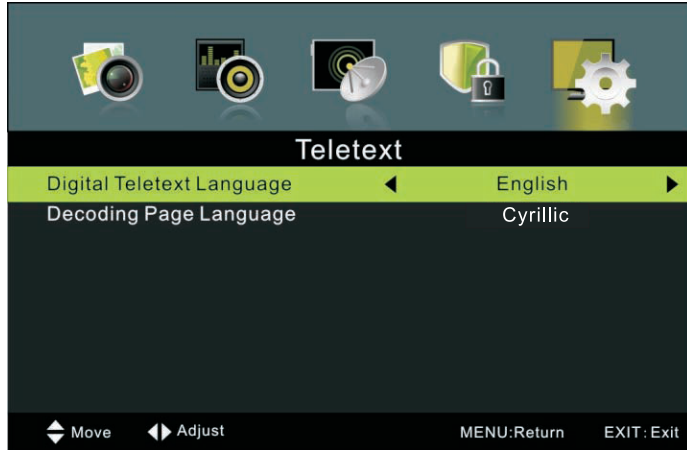 Teletext
Digital Teletext Language English
Decoding Page Language Cyrillic
Move Adjust MENU:Return EXIT:Exit